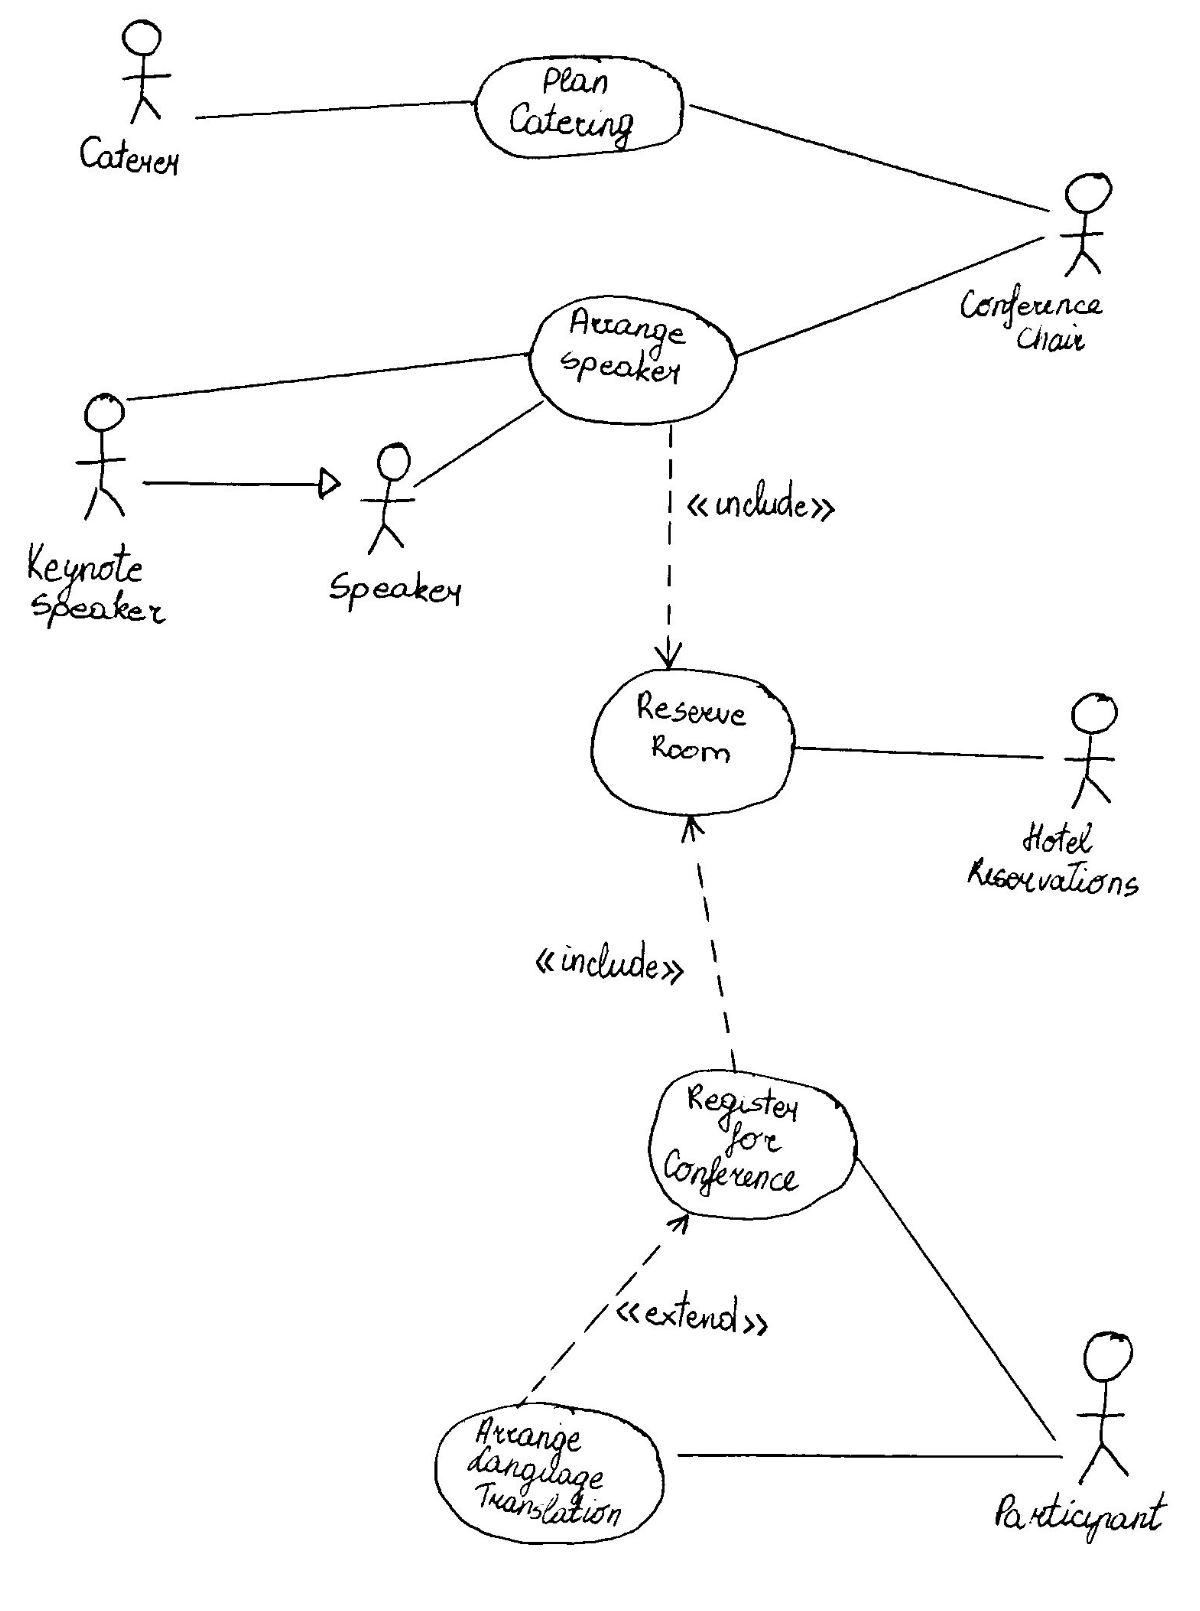 Plan
Catering
Caterer
Conference
Chair
Arrange
Speaker
Keynote
Speaker
Speaker
<<include>>
Reserve
Room
Hotel
Reservations
<<include>>
Register
for
Conference
<<extend>>
Arrange
Language
Translation
Participant